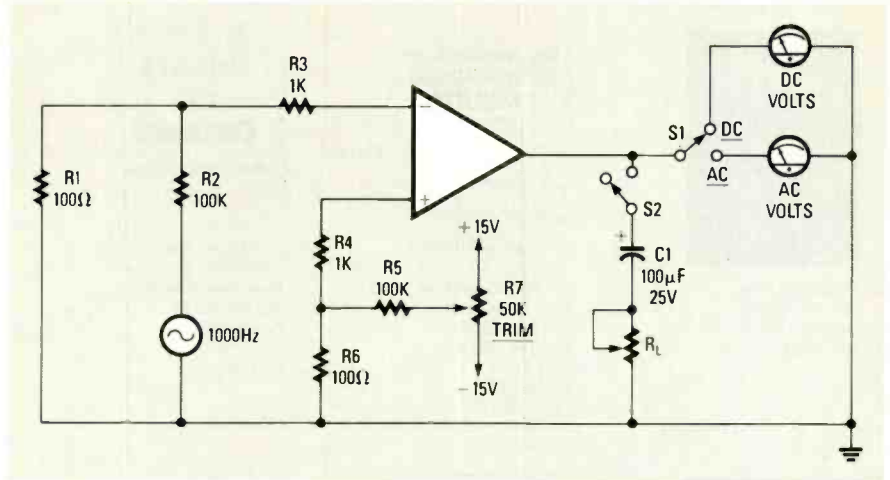 R3
1K
R1
100Ω
R2
100K
1000Hz
−
+
R4
1K
R5
100K
R6
100Ω
+15V
R7
50K
TRIM
−15V
S1
DC
AC
DC
VOLTS
AC
VOLTS
S2
+
C1
100µF
25V
RL